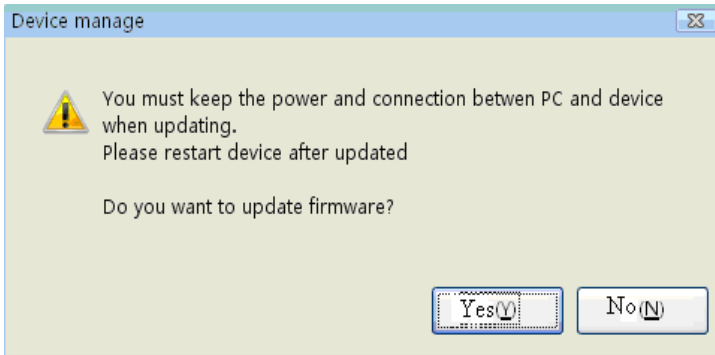 Device manage
You must keep the power and connection betwen PC and device
when updating.
Please restart device after updated
Do you want to update firmware?
Yes(Y)
No(N)